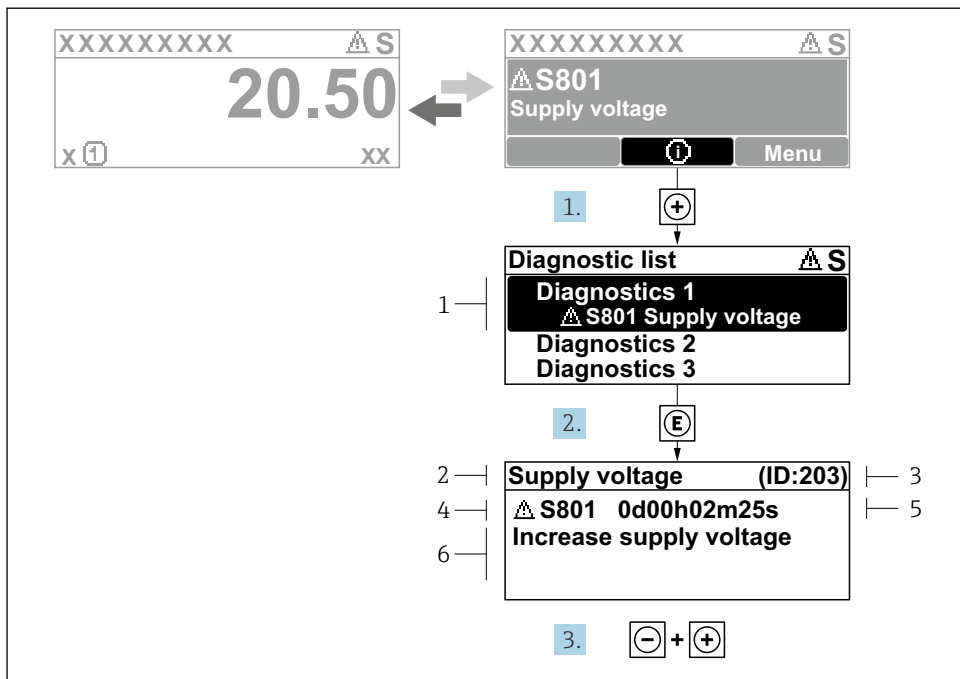 XXXXXXXXX S
20.50
x 1 xx
XXXXXXXXX S
S801
Supply voltage
i Menu
1. +
Diagnostic list S
1 Diagnostics 1
S801 Supply voltage
Diagnostics 2
Diagnostics 3
2. E
2 Supply voltage (ID:203) 3
4 S801 0d00h02m25s 5
6 Increase supply voltage
3. - + +